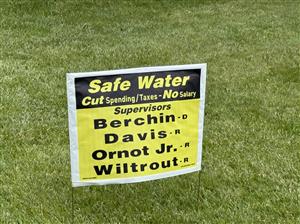 Safe Water
Cut Spending/Taxes - No Salary
Supervisors
Berchin - D
Davis - R
Ornot Jr. - R
Wiltrout - R